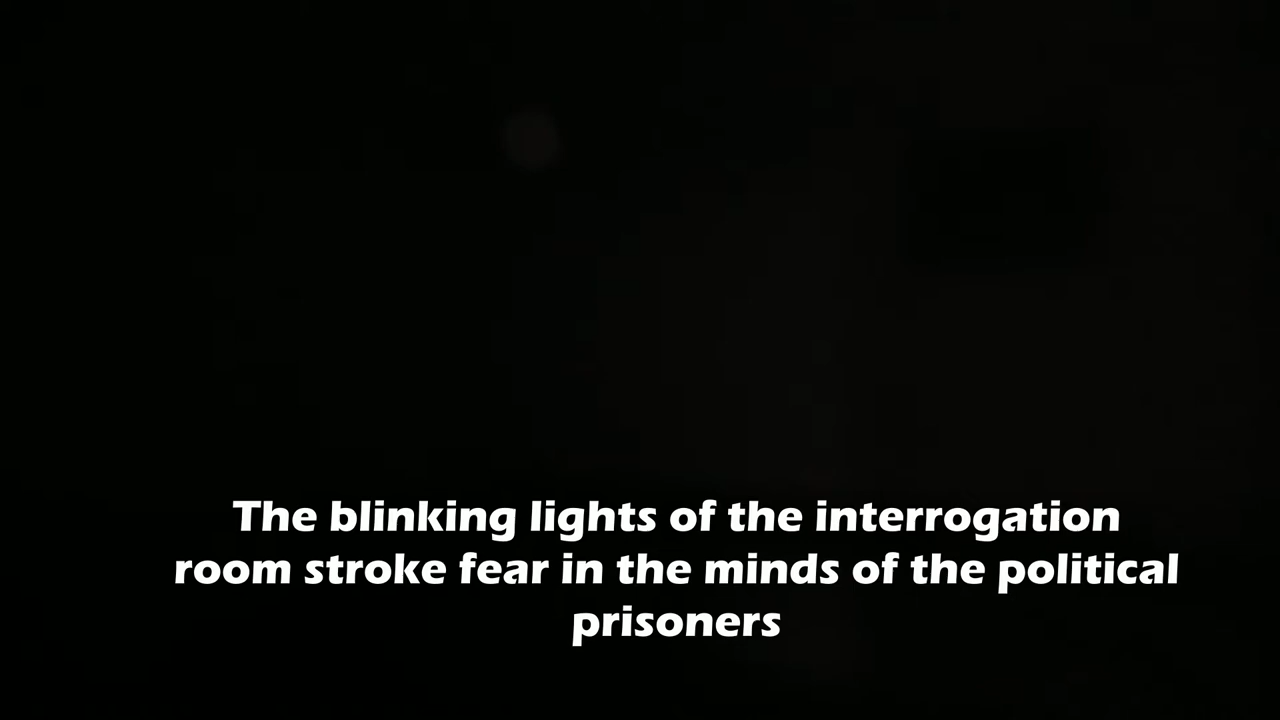 The blinking lights of the interrogation
room stroke fear in the minds of the political
prisoners